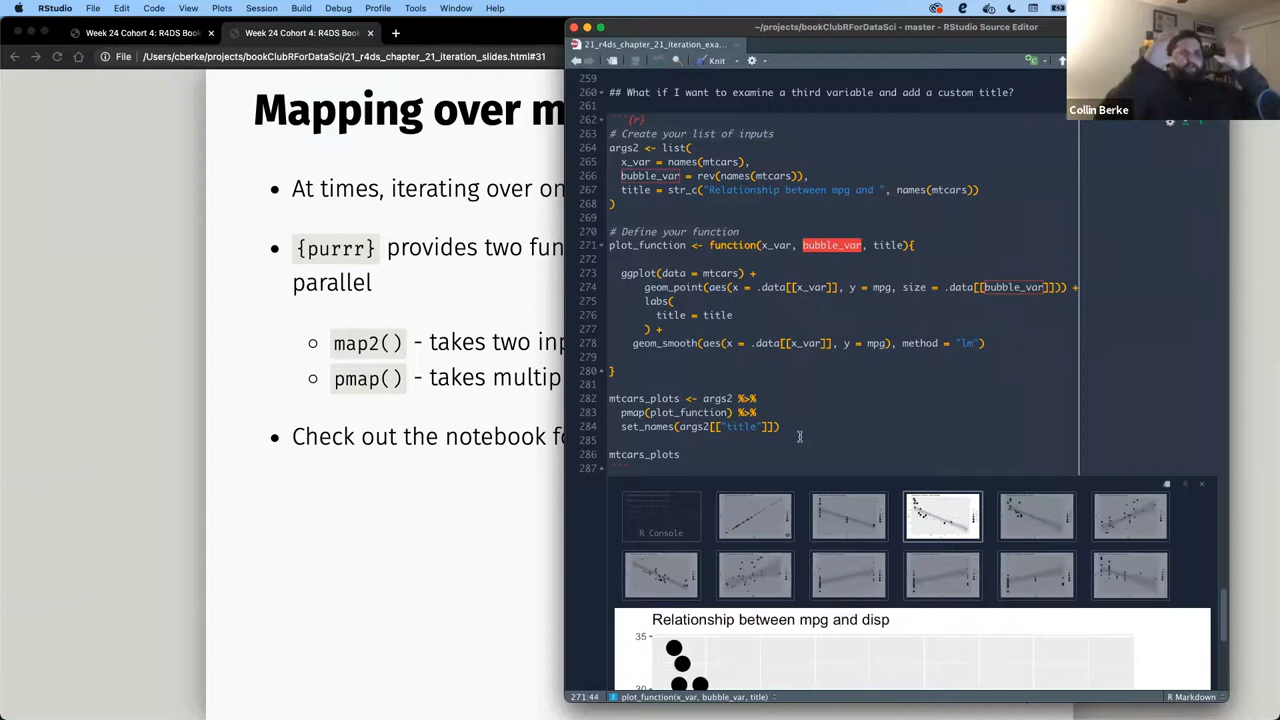 RStudio File Edit Code View Plots Session Build Debug Profile Tools Window Help
Week 24 Cohort 4: R4DS Boo
Week 24 Cohort 4: R4DS Boo
File /Users/cberke/projects/bookClubRForDataSci/21_r4ds_chapter_21_iteration_slides.html#31
Mapping over m
At times, iterating over on
{purrr} provides two fun
parallel
map2() - takes two inp
pmap() - takes multip
Check out the notebook fo
~/projects/bookClubRForDataSci - master - RStudio Source Editor
21_r4ds_chapter_21_iteration_exa...
Knit
259
260 ## What if I want to examine a third variable and add a custom title?
261
262 ```{r}
263 # Create your list of inputs
264 args2 <- list(
265 x_var = names(mtcars),
266 bubble_var = rev(names(mtcars)),
267 title = str_c("Relationship between mpg and ", names(mtcars))
268 )
269
270 # Define your function
271 plot_function <- function(x_var, bubble_var, title){
272
273 ggplot(data = mtcars) +
274 geom_point(aes(x = .data[[x_var]], y = mpg, size = .data[[bubble_var]])) +
275 labs(
276 title = title
277 ) +
278 geom_smooth(aes(x = .data[[x_var]], y = mpg), method = "lm")
279
280 }
281
282 mtcars_plots <- args2 %>%
283 pmap(plot_function) %>%
284 set_names(args2[["title"]])
285
286 mtcars_plots
287 ```
R Console
Relationship between mpg and disp
35
30
271:44 plot_function(x_var, bubble_var, title) R Markdown
Collin Berke